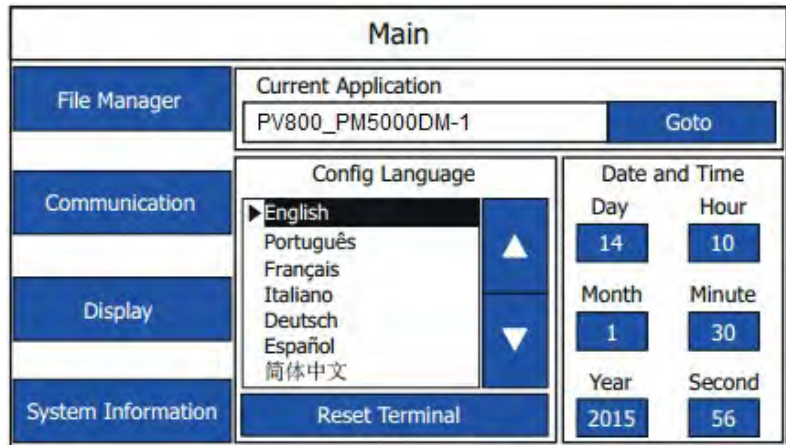 Main
File Manager
Communication
Display
System Information
Current Application
PV800_PM5000DM-1
Goto
Config Language
English
Português
Français
Italiano
Deutsch
Español
简体中文
Reset Terminal
Date and Time
Day Hour
14 10
Month Minute
1 30
Year Second
2015 56